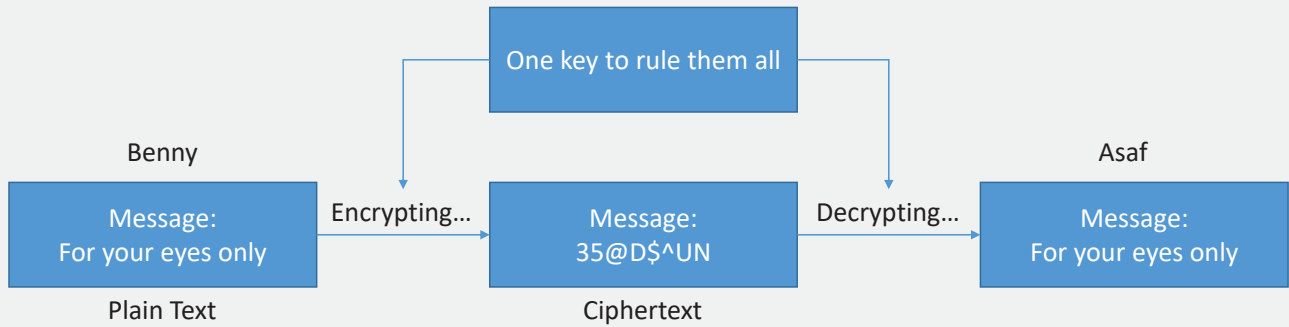 One key to rule them all
Benny
Asaf
Message:
For your eyes only
Encrypting...
Message:
35@D$^UN
Decrypting...
Message:
For your eyes only
Plain Text
Ciphertext